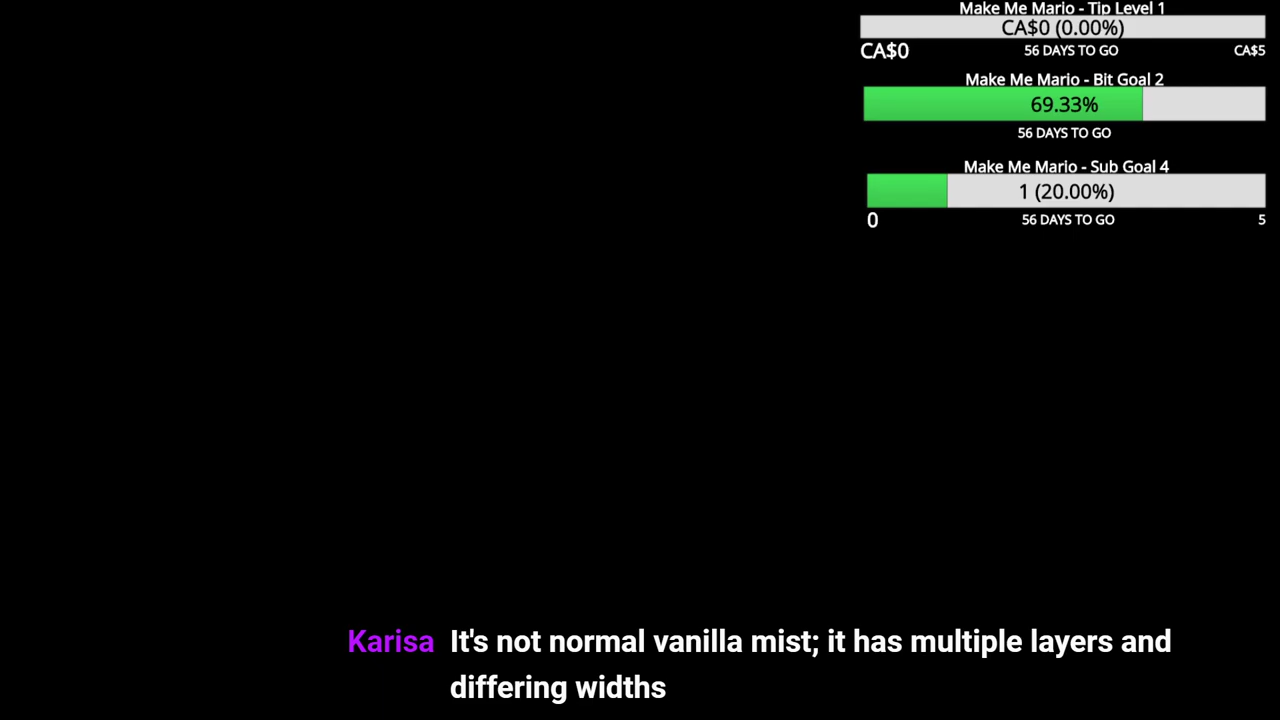 Make Me Mario - Tip Level 1
CA$0 (0.00%)
CA$0 56 DAYS TO GO CA$5
Make Me Mario - Bit Goal 2
69.33%
56 DAYS TO GO
Make Me Mario - Sub Goal 4
1 (20.00%)
0 56 DAYS TO GO 5
Karisa It's not normal vanilla mist; it has multiple layers and
differing widths